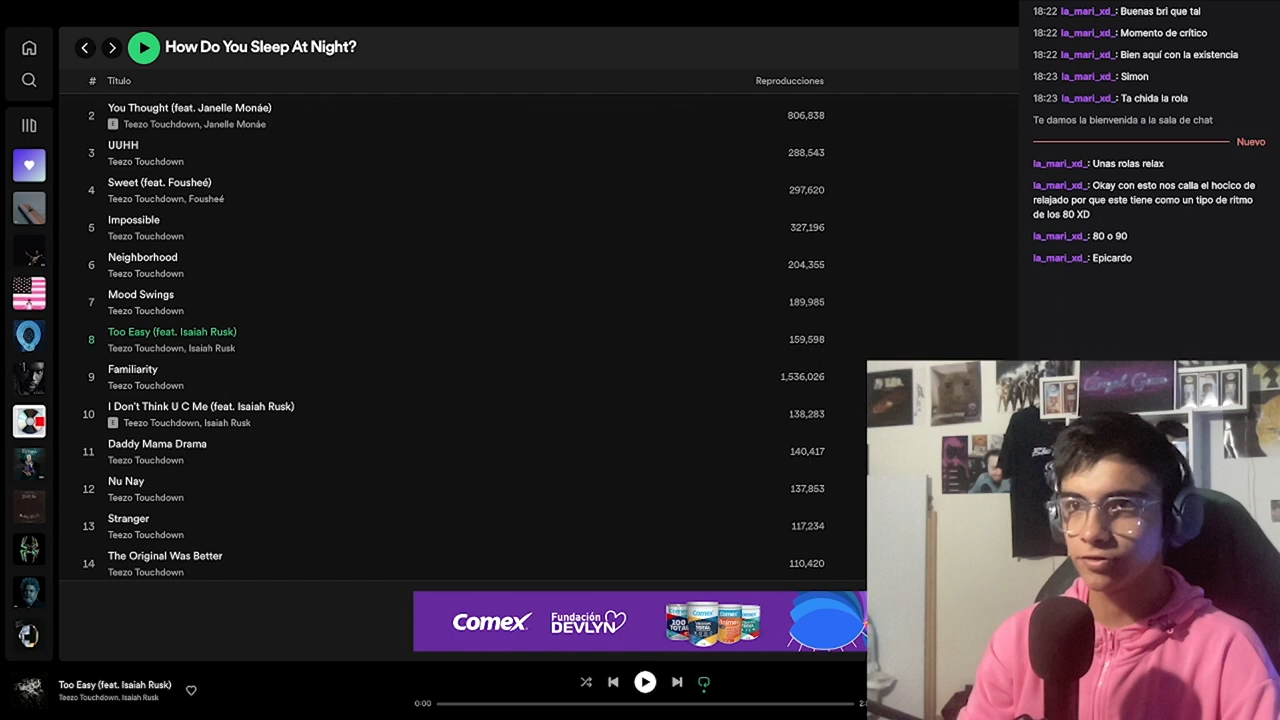 How Do You Sleep At Night?
# Título Reproducciones
2 You Thought (feat. Janelle Monáe) 806,838
E Teezo Touchdown, Janelle Monáe
3 UUHH 288,543
Teezo Touchdown
4 Sweet (feat. Fousheé) 297,620
Teezo Touchdown, Fousheé
5 Impossible 327,196
Teezo Touchdown
6 Neighborhood 204,355
Teezo Touchdown
7 Mood Swings 189,985
Teezo Touchdown
8 Too Easy (feat. Isaiah Rusk) 159,598
Teezo Touchdown, Isaiah Rusk
9 Familiarity 1,536,026
Teezo Touchdown
10 I Don't Think U C Me (feat. Isaiah Rusk) 138,283
E Teezo Touchdown, Isaiah Rusk
11 Daddy Mama Drama 140,417
Teezo Touchdown
12 Nu Nay 137,853
Teezo Touchdown
13 Stranger 117,234
Teezo Touchdown
14 The Original Was Better 110,420
Teezo Touchdown
Comex Fundación
DEVLYN
100 TOTAL Comex
Too Easy (feat. Isaiah Rusk)
Teezo Touchdown, Isaiah Rusk
0:00
18:22 la_mari_xd_: Buenas bri que tal
18:22 la_mari_xd_: Momento de crítico
18:22 la_mari_xd_: Bien aquí con la existencia
18:23 la_mari_xd_: Simon
18:23 la_mari_xd_: Ta chida la rola
Te damos la bienvenida a la sala de chat
Nuevo
la_mari_xd_: Unas rolas relax
la_mari_xd_: Okay con esto nos calla el hocico de
relajado por que este tiene como un tipo de ritmo
de los 80 XD
la_mari_xd_: 80 o 90
la_mari_xd_: Epicardo